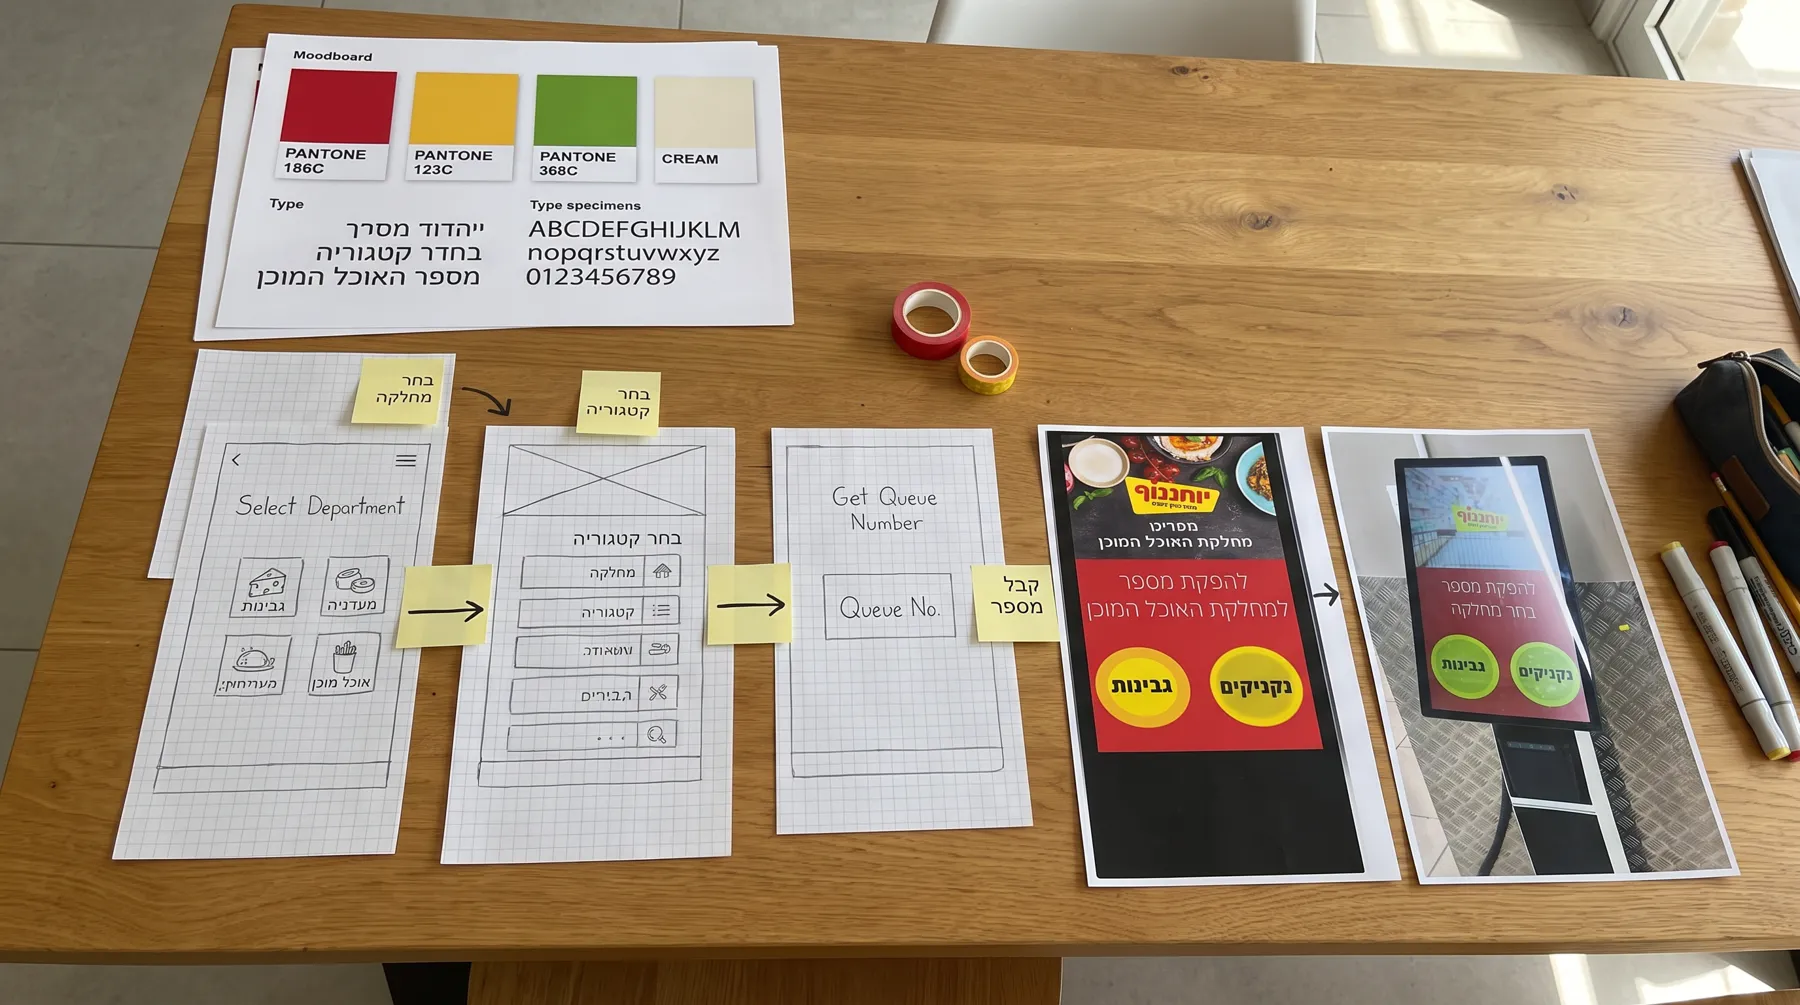 Moodboard
PANTONE
186C
PANTONE
123C
PANTONE
368C
CREAM
Type
Type specimens
ייהדוד מסרך
בחדר קטגוריה
מספר האוכל המוכן
ABCDEFGHIJKLM
nopqrstuvwxyz
0123456789
בחר
מחלקה
Select Department
גבינות
מעדניה
אוכל מוכן
בחר
קטגוריה
בחר קטגוריה
מחלקה
קטגוריה
...
Get Queue
Number
Queue No.
קבל
מספר
יוחננוף
מחלקת האוכל המוכן
להפקת מספר
למחלקת האוכל המוכן
גבינות
נקניקים
יוחננוף
להפקת מספר
בחר מחלקה
גבינות
נקניקים